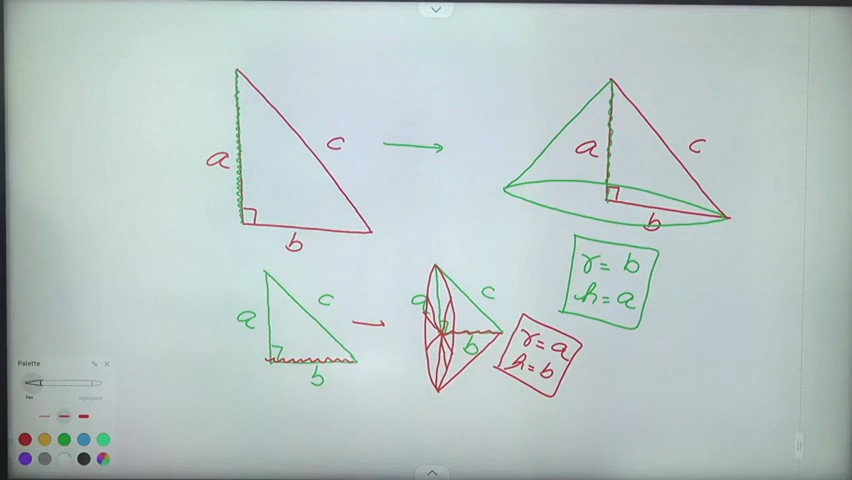 a
c
b
a
c
b
r = b
h = a
a
c
b
a
c
b
r = a
h = b
Palette
Pen
Highlighter